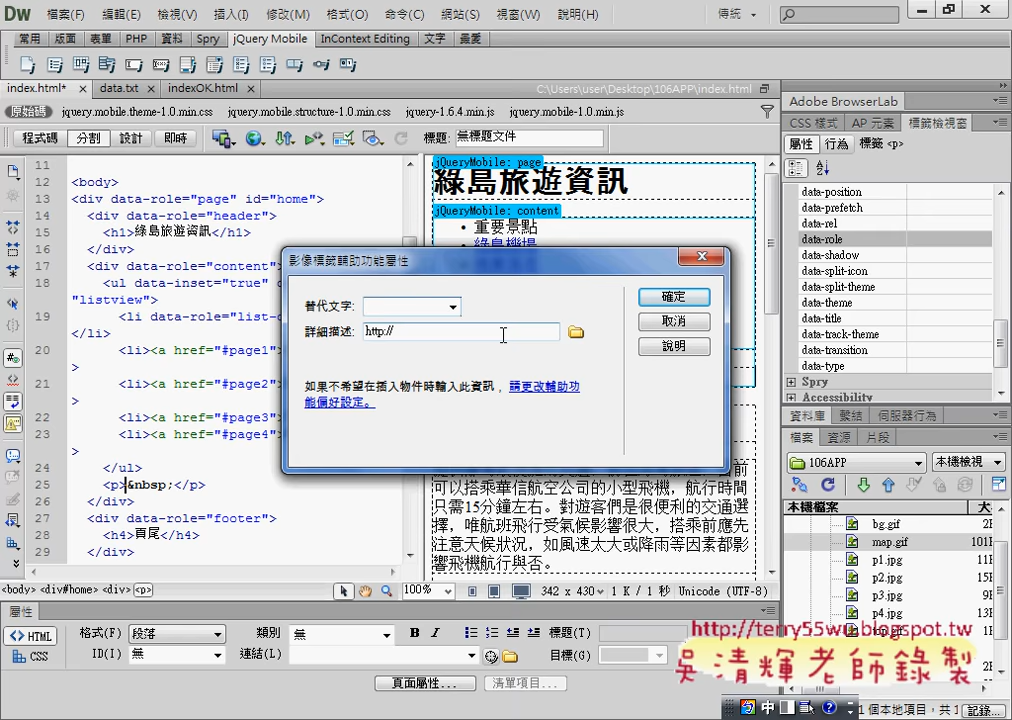 Dw 檔案(F) 編輯(E) 檢視(V) 插入(I) 修改(M) 格式(O) 命令(C) 網站(S) 視窗(W) 說明(H) 傳統
常用 版面 表單 PHP 資料 Spry jQuery Mobile InContext Editing 文字 最愛
index.html* × data.txt × indexOK.html × C:\Users\user\Desktop\106APP\index.html
原始碼 jquery.mobile.theme-1.0.min.css jquery.mobile.structure-1.0.min.css jquery-1.6.4.min.js jquery.mobile-1.0.min.js
程式碼 分割 設計 即時 標題: 無標題文件
11
12 <body>
13 <div data-role="page" id="home">
14 <div data-role="header">
15 <h1>綠島旅遊資訊</h1>
16 </div>
17 <div data-role="content"
18 <ul data-inset="true"
"listview">
19 <li data-role="list-
</li>
20 <li><a href="#page1"
>
21 <li><a href="#page2"
>
22 <li><a href="#page3"
23 <li><a href="#page4"
>
24 </ul>
25 <p>&nbsp;</p>
26 </div>
27 <div data-role="footer">
28 <h4>頁尾</h4>
29 </div>
jQueryMobile: page
綠島旅遊資訊
jQueryMobile: content
• 重要景點
綠島機場
影像標籤輔助功能屬性
替代文字:
詳細描述: http://
確定
取消
說明
如果不希望在插入物件時輸入此資訊，請更改輔助功
能偏好設定。
可以搭乘華信航空公司的小型飛機，航行時間
只需15分鐘左右。對遊客們是很便利的交通選
擇，唯航班飛行受氣候影響很大，搭乘前應先
注意天候狀況，如風速太大或降雨等因素都影
響飛機航行與否。
<body> <div#home> <div> <p> 100% 342 x 430 1 K / 1 秒 Unicode (UTF-8)
屬性
HTML 格式(F) 段落 類別 無 B I 標題(T)
CSS ID(I) 無 連結(L) 目標(G)
頁面屬性... 清單項目...
Adobe BrowserLab
CSS 樣式 AP 元素 標籤檢視窗
屬性 行為 標籤 <p>
data-position
data-prefetch
data-rel
data-role
data-shadow
data-split-icon
data-split-theme
data-theme
data-title
data-track-theme
data-transition
data-type
Spry
Accessibility
資料庫 繫結 伺服器行為
檔案 資源 片段
106APP 本機檢視
本機檔案
bg.gif
map.gif 101
p1.jpg
p2.jpg
p3.jpg
p4.jpg
http://terry55wu.blogspot.tw
吳清輝老師錄製
中
1 個本地項目，共 1 記錄...